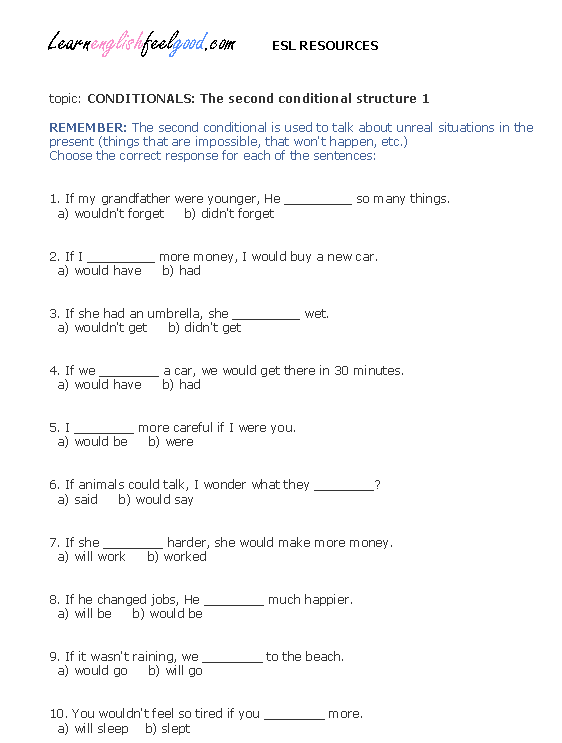 Learnenglishfeelgood.com ESL RESOURCES
topic: CONDITIONALS: The second conditional structure 1
REMEMBER: The second conditional is used to talk about unreal situations in the
present (things that are impossible, that won't happen, etc.)
Choose the correct response for each of the sentences:
1. If my grandfather were younger, He _________ so many things.
a) wouldn't forget b) didn't forget
2. If I _________ more money, I would buy a new car.
a) would have b) had
3. If she had an umbrella, she _________ wet.
a) wouldn't get b) didn't get
4. If we ________ a car, we would get there in 30 minutes.
a) would have b) had
5. I ________ more careful if I were you.
a) would be b) were
6. If animals could talk, I wonder what they ________?
a) said b) would say
7. If she ________ harder, she would make more money.
a) will work b) worked
8. If he changed jobs, He ________ much happier.
a) will be b) would be
9. If it wasn't raining, we ________ to the beach.
a) would go b) will go
10. You wouldn't feel so tired if you ________ more.
a) will sleep b) slept